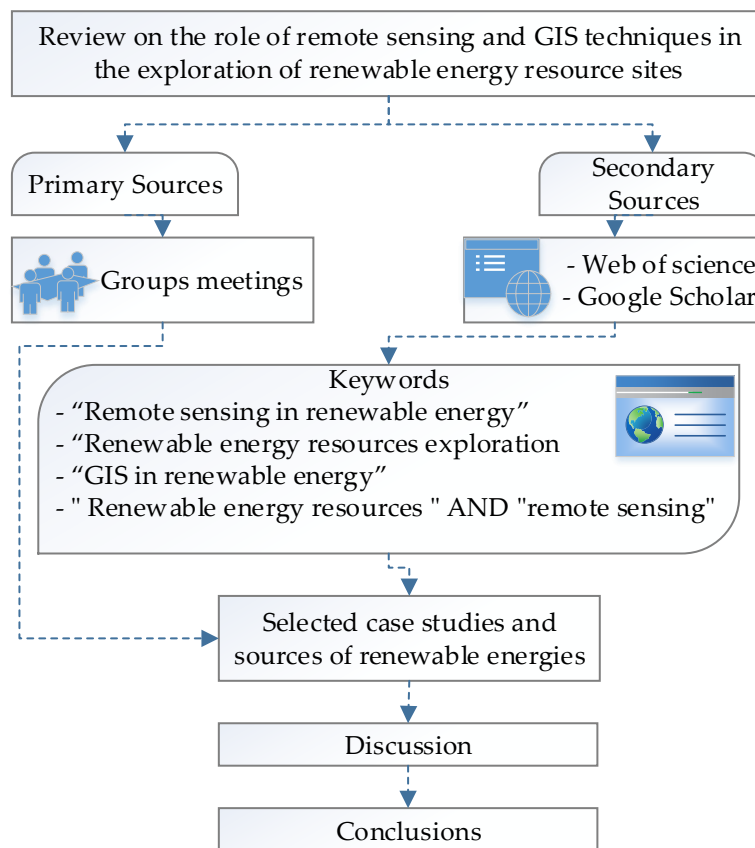 Review on the role of remote sensing and GIS techniques in
the exploration of renewable energy resource sites
Primary Sources
Secondary
Sources
Groups meetings
- Web of science
- Google Scholar
Keywords
- “Remote sensing in renewable energy”
- “Renewable energy resources exploration
- “GIS in renewable energy”
- " Renewable energy resources " AND "remote sensing"
Selected case studies and
sources of renewable energies
Discussion
Conclusions